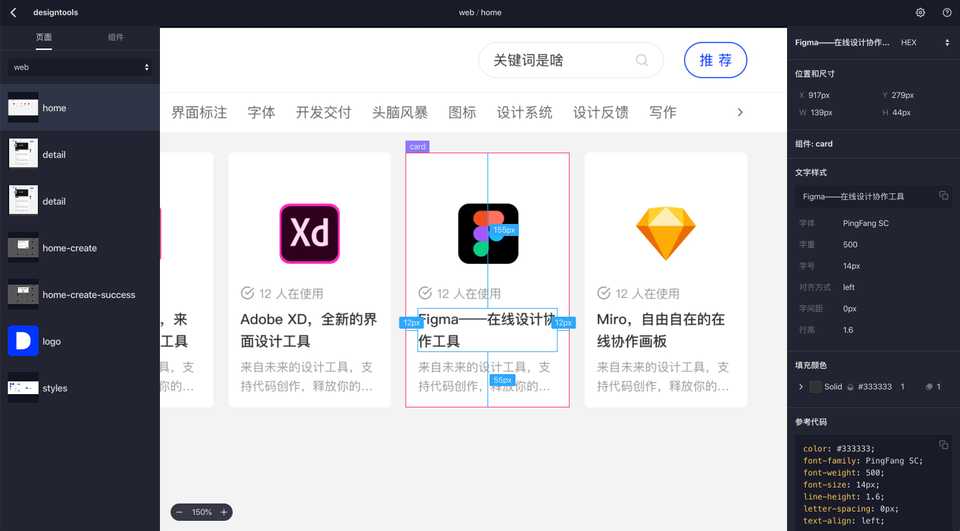 designtools
web / home
页面
组件
web
home
detail
detail
home-create
home-create-success
logo
styles
关键词是啥
推 荐
界面标注
字体
开发交付
头脑风暴
图标
设计系统
设计反馈
写作
card
Xd
155px
，来
工具
工具，支
放你的...
12 人在使用
Adobe XD，全新的界
面设计工具
来自未来的设计工具，支
持代码创作，释放你的...
12 人在使用
12px
Figma——在线设计协
作工具
12px
来自未来的设计工具，支
持代码创作，释放你的...
55px
12 人在使用
Miro，自由自在的在
线协作画板
来自未来的设计工具，支
持代码创作，释放你的...
150%
Figma——在线设计协作...
HEX
位置和尺寸
X 917px
Y 279px
W 139px
H 44px
组件: card
文字样式
Figma——在线设计协作工具
字体 PingFang SC
字重 500
字号 14px
对齐方式 left
字间距 0px
行高 1.6
填充颜色
Solid #333333 1 1
参考代码
color: #333333;
font-family: PingFang SC;
font-weight: 500;
font-size: 14px;
line-height: 1.6;
letter-spacing: 0px;
text-align: left;